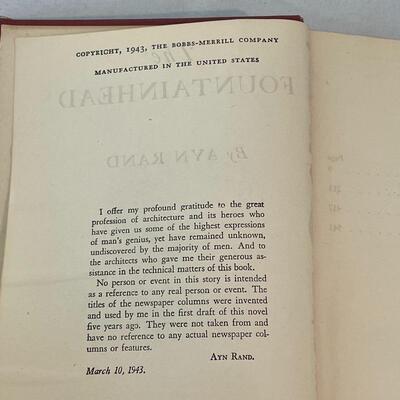 COPYRIGHT, 1943, THE BOBBS-MERRILL COMPANY
The
MANUFACTURED IN THE UNITED STATES
FOUNTAINHEAD
By AYN RAND
I offer my profound gratitude to the great
profession of architecture and its heroes who
have given us some of the highest expressions
of man's genius, yet have remained unknown,
undiscovered by the majority of men. And to
the architects who gave me their generous as-
sistance in the technical matters of this book.
No person or event in this story is intended
as a reference to any real person or event. The
titles of the newspaper columns were invented
and used by me in the first draft of this novel
five years ago. They were not taken from and
have no reference to any actual newspaper col-
umns or features.
AYN RAND.
March 10, 1943.